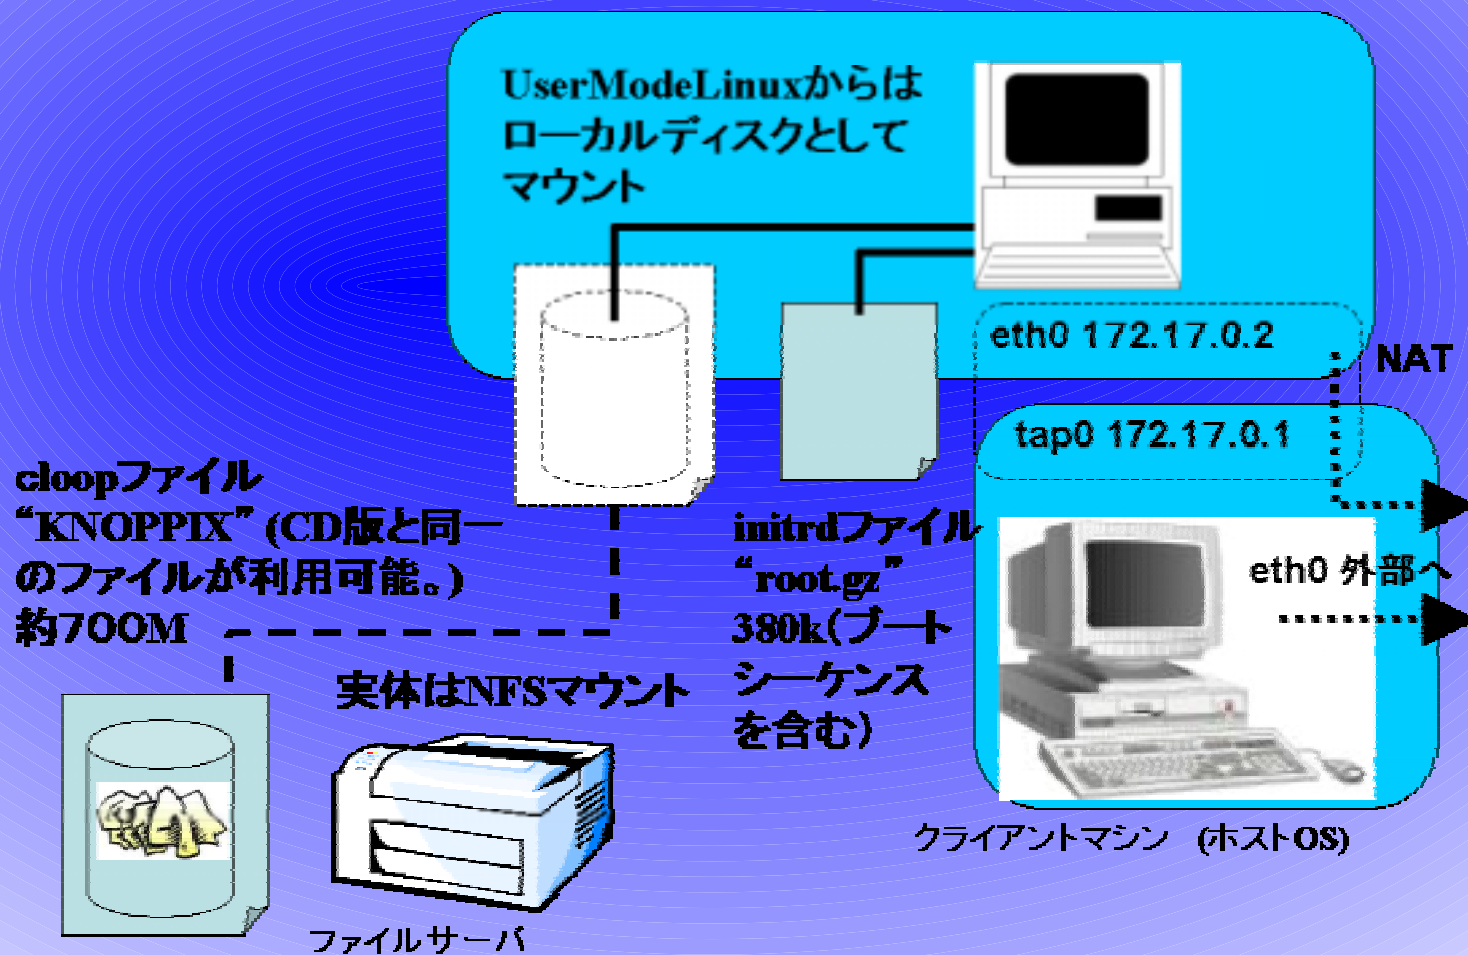 UserModeLinuxからは
ローカルディスクとして
マウント
eth0 172.17.0.2
NAT
tap0 172.17.0.1
cloopファイル
“KNOPPIX” (CD版と同一
のファイルが利用可能。)
約700M
initrdファイル
“root.gz”
380k(ブート
シーケンス
を含む)
eth0 外部へ
実体はNFSマウント
クライアントマシン (ホストOS)
ファイルサーバ